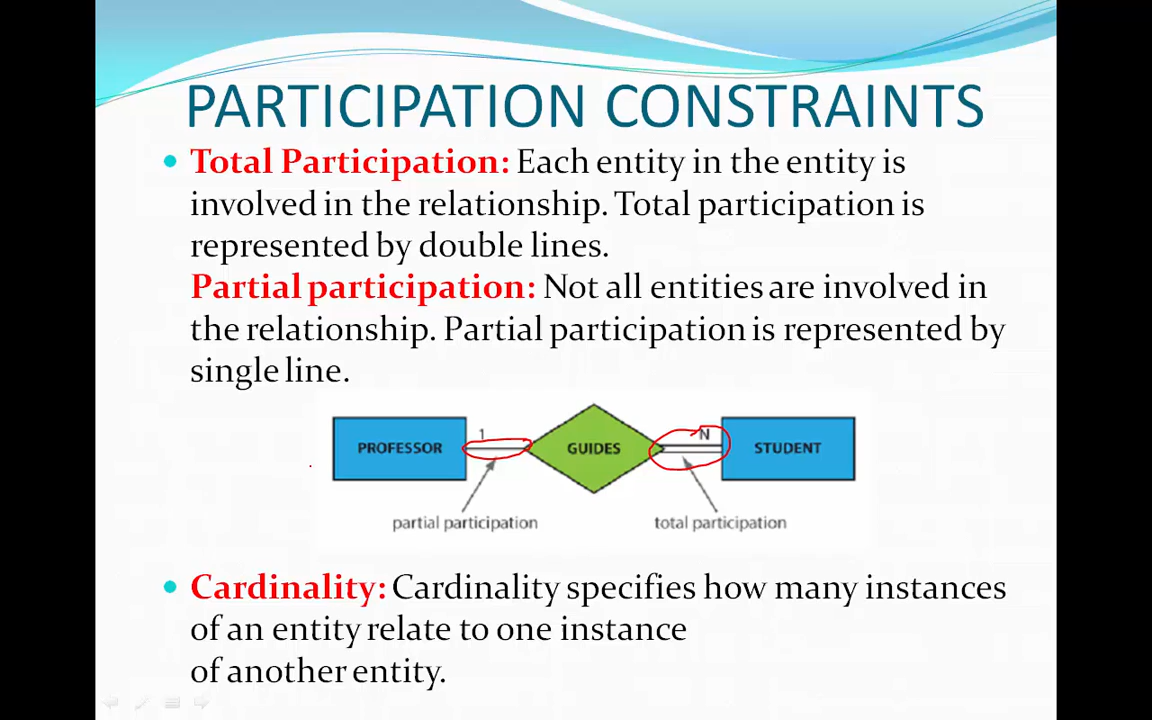 PARTICIPATION CONSTRAINTS
Total Participation: Each entity in the entity is
involved in the relationship. Total participation is
represented by double lines.
Partial participation: Not all entities are involved in
the relationship. Partial participation is represented by
single line.
1
N
PROFESSOR
GUIDES
STUDENT
partial participation
total participation
Cardinality: Cardinality specifies how many instances
of an entity relate to one instance
of another entity.